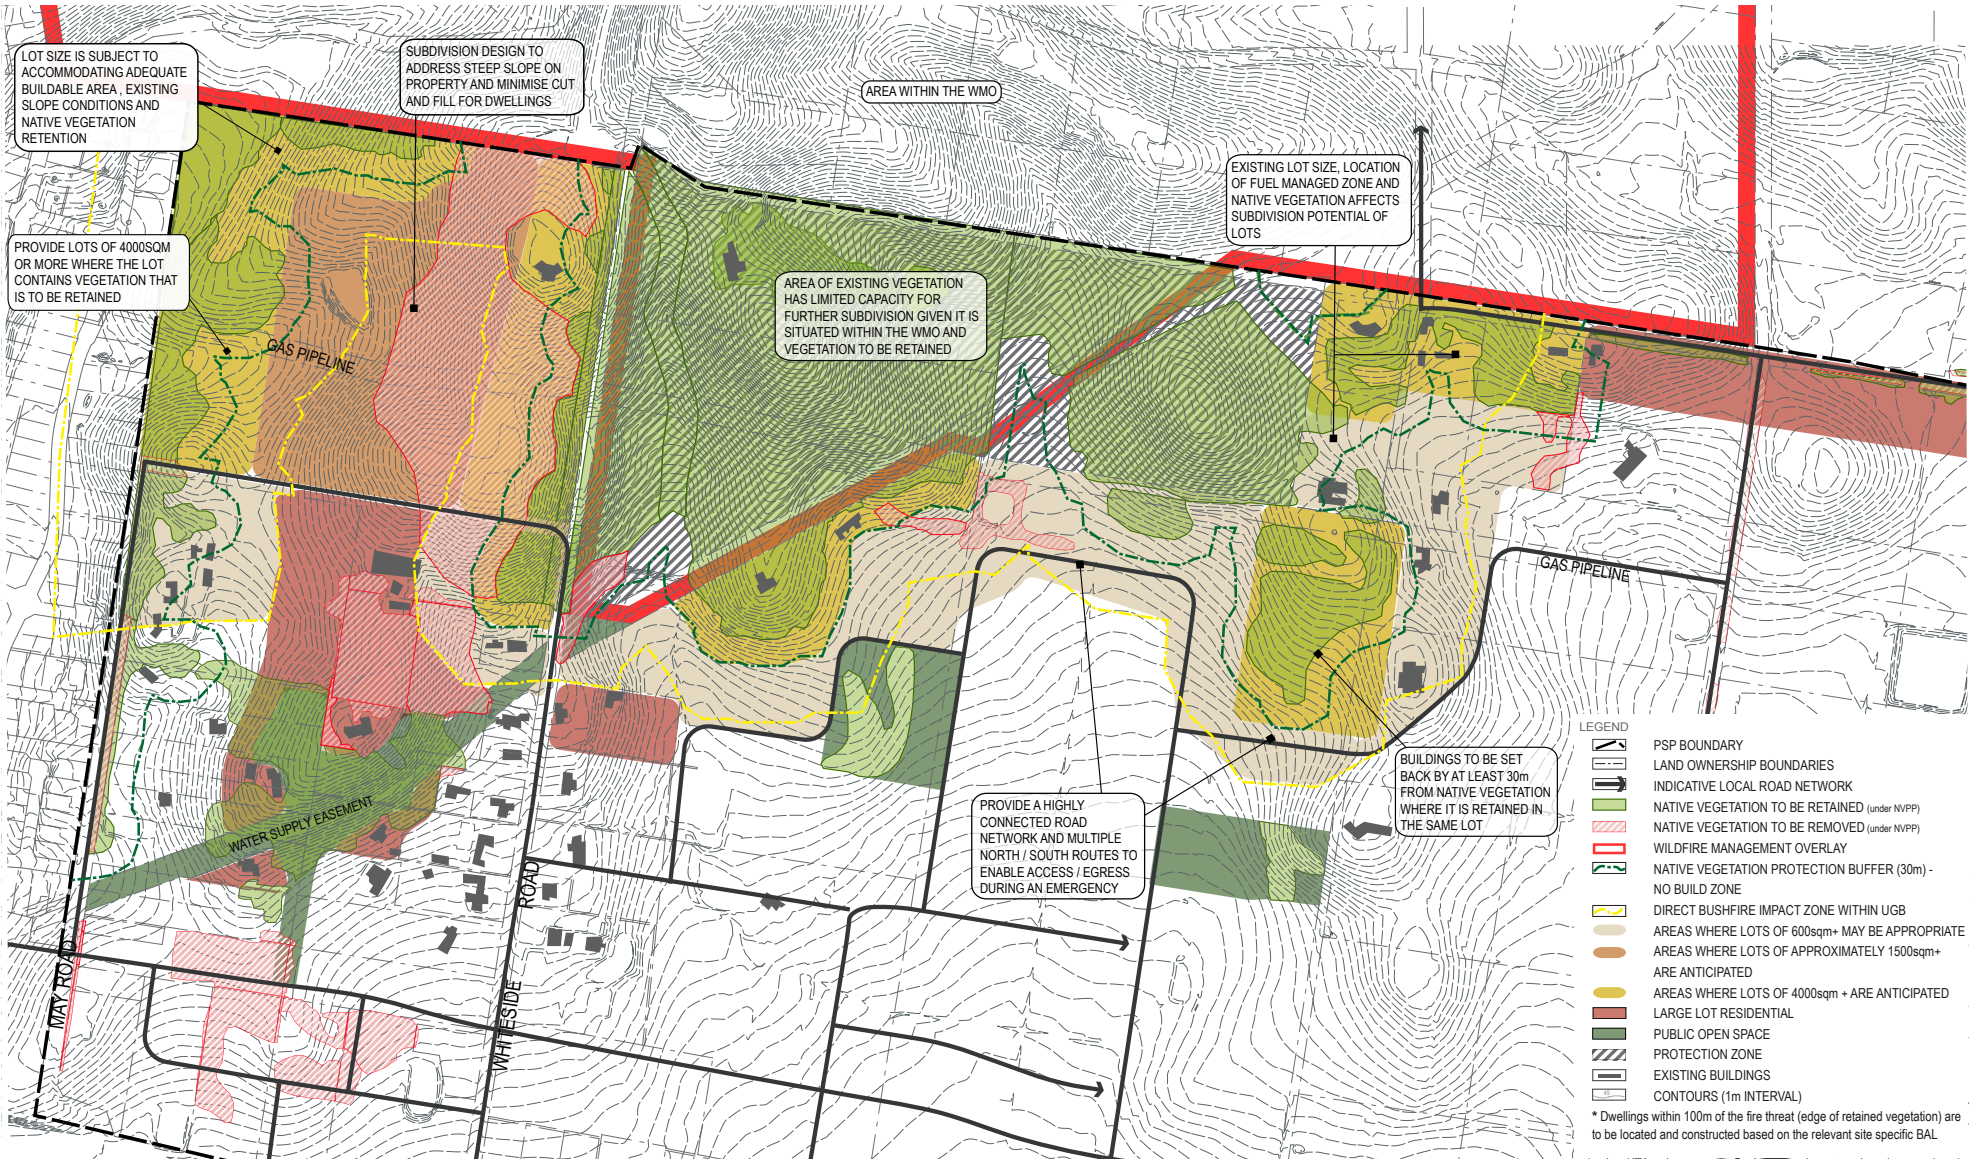 LOT SIZE IS SUBJECT TO
ACCOMMODATING ADEQUATE
BUILDABLE AREA , EXISTING
SLOPE CONDITIONS AND
NATIVE VEGETATION
RETENTION
SUBDIVISION DESIGN TO
ADDRESS STEEP SLOPE ON
PROPERTY AND MINIMISE CUT
AND FILL FOR DWELLINGS
AREA WITHIN THE WMO
EXISTING LOT SIZE, LOCATION
OF FUEL MANAGED ZONE AND
NATIVE VEGETATION AFFECTS
SUBDIVISION POTENTIAL OF
LOTS
PROVIDE LOTS OF 4000SQM
OR MORE WHERE THE LOT
CONTAINS VEGETATION THAT
IS TO BE RETAINED
AREA OF EXISTING VEGETATION
HAS LIMITED CAPACITY FOR
FURTHER SUBDIVISION GIVEN IT IS
SITUATED WITHIN THE WMO AND
VEGETATION TO BE RETAINED
GAS PIPELINE
GAS PIPELINE
BUILDINGS TO BE SET
BACK BY AT LEAST 30m
FROM NATIVE VEGETATION
WHERE IT IS RETAINED IN
THE SAME LOT
PROVIDE A HIGHLY
CONNECTED ROAD
NETWORK AND MULTIPLE
NORTH / SOUTH ROUTES TO
ENABLE ACCESS / EGRESS
DURING AN EMERGENCY
WATER SUPPLY EASEMENT
MAY ROAD
WHITESIDE ROAD
LEGEND
PSP BOUNDARY
LAND OWNERSHIP BOUNDARIES
INDICATIVE LOCAL ROAD NETWORK
NATIVE VEGETATION TO BE RETAINED (under NVPP)
NATIVE VEGETATION TO BE REMOVED (under NVPP)
WILDFIRE MANAGEMENT OVERLAY
NATIVE VEGETATION PROTECTION BUFFER (30m) -
NO BUILD ZONE
DIRECT BUSHFIRE IMPACT ZONE WITHIN UGB
AREAS WHERE LOTS OF 600sqm+ MAY BE APPROPRIATE
AREAS WHERE LOTS OF APPROXIMATELY 1500sqm+
ARE ANTICIPATED
AREAS WHERE LOTS OF 4000sqm + ARE ANTICIPATED
LARGE LOT RESIDENTIAL
PUBLIC OPEN SPACE
PROTECTION ZONE
EXISTING BUILDINGS
CONTOURS (1m INTERVAL)
* Dwellings within 100m of the fire threat (edge of retained vegetation) are
to be located and constructed based on the relevant site specific BAL